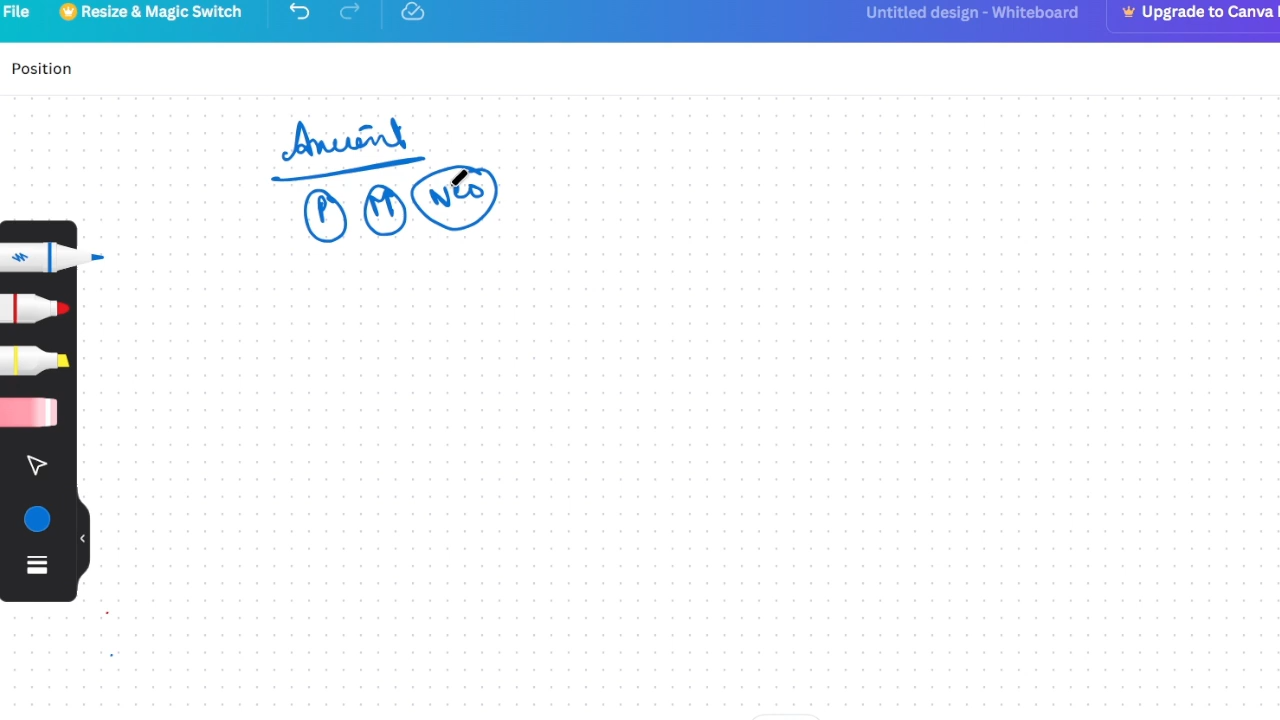 File Resize & Magic Switch Untitled design - Whiteboard Upgrade to Canva
Position
Ancient
P M Neo